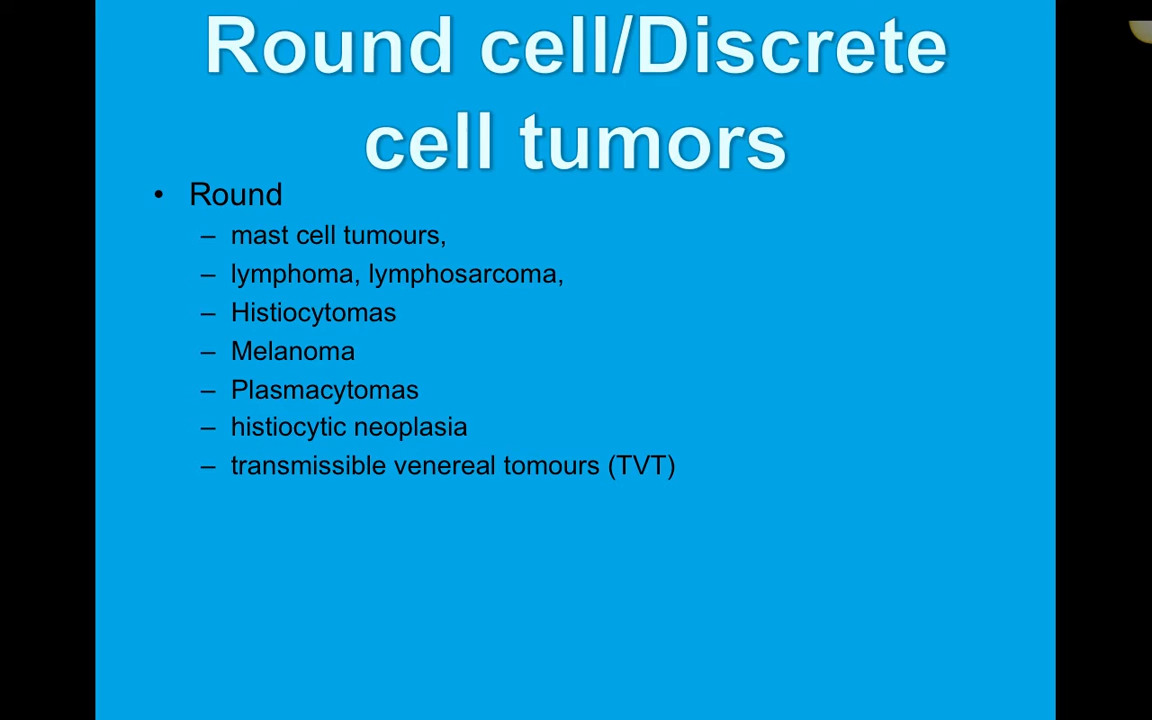 Round cell/Discrete
cell tumors
• Round
– mast cell tumours,
– lymphoma, lymphosarcoma,
– Histiocytomas
– Melanoma
– Plasmacytomas
– histiocytic neoplasia
– transmissible venereal tomours (TVT)